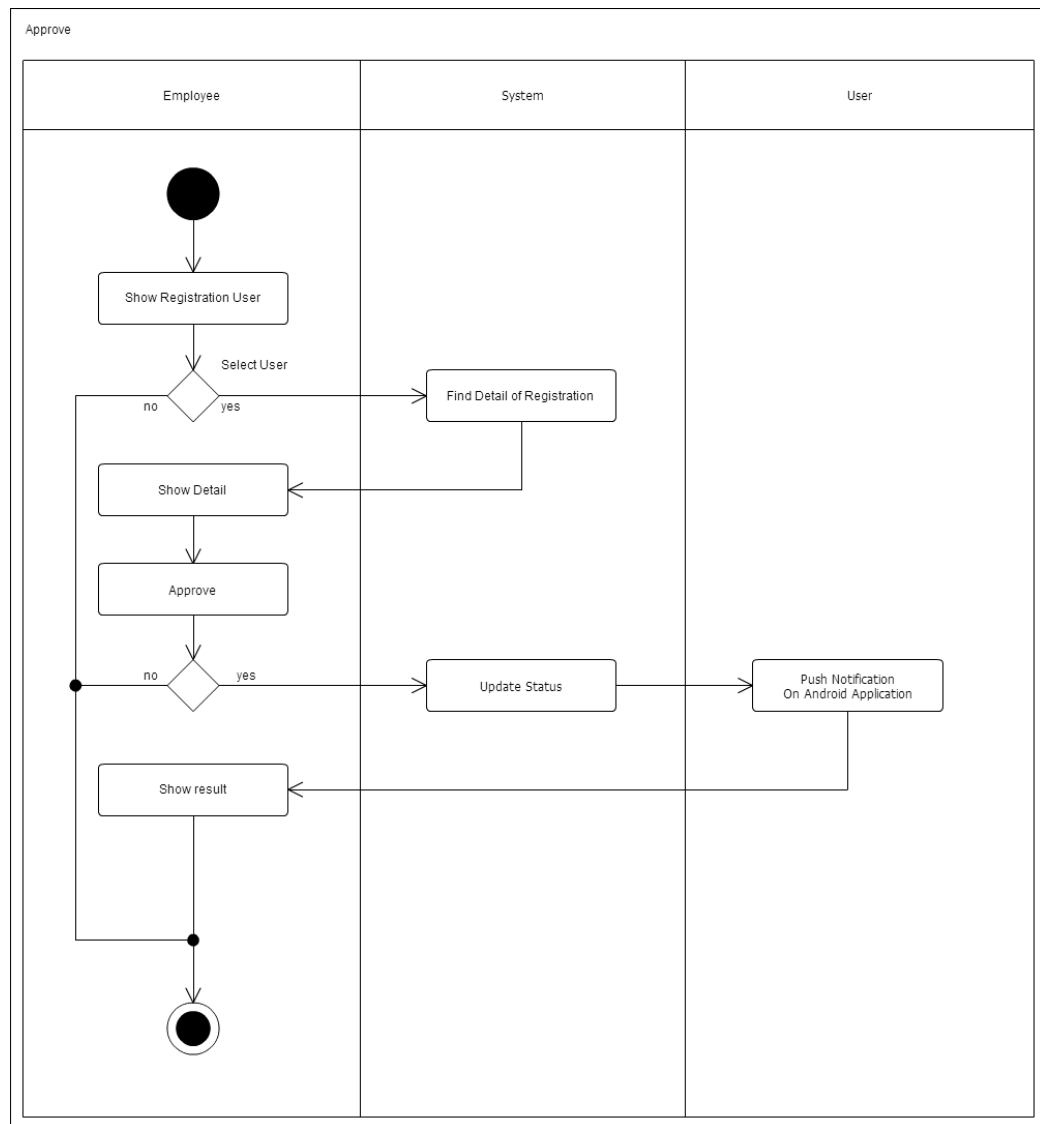 Approve
Employee
System
User
Show Registration User
Select User
no
yes
Find Detail of Registration
Show Detail
Approve
no
yes
Update Status
Push Notification
On Android Application
Show result